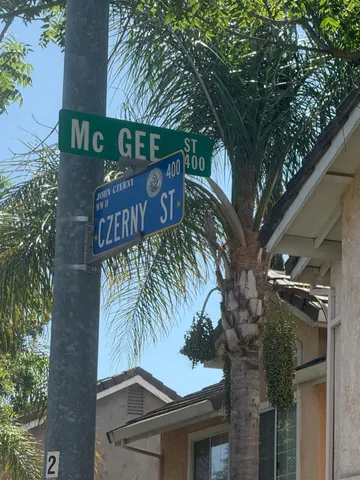 Mc GEE ST
400
JOHN CZERNY
WW II
400
CZERNY ST
2